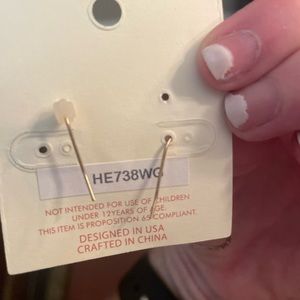 HE738WG
NOT INTENDED FOR USE OF CHILDREN
UNDER 12YEARS OF AGE.
THIS ITEM IS PROPOSITION 65 COMPLIANT.
DESIGNED IN USA
CRAFTED IN CHINA